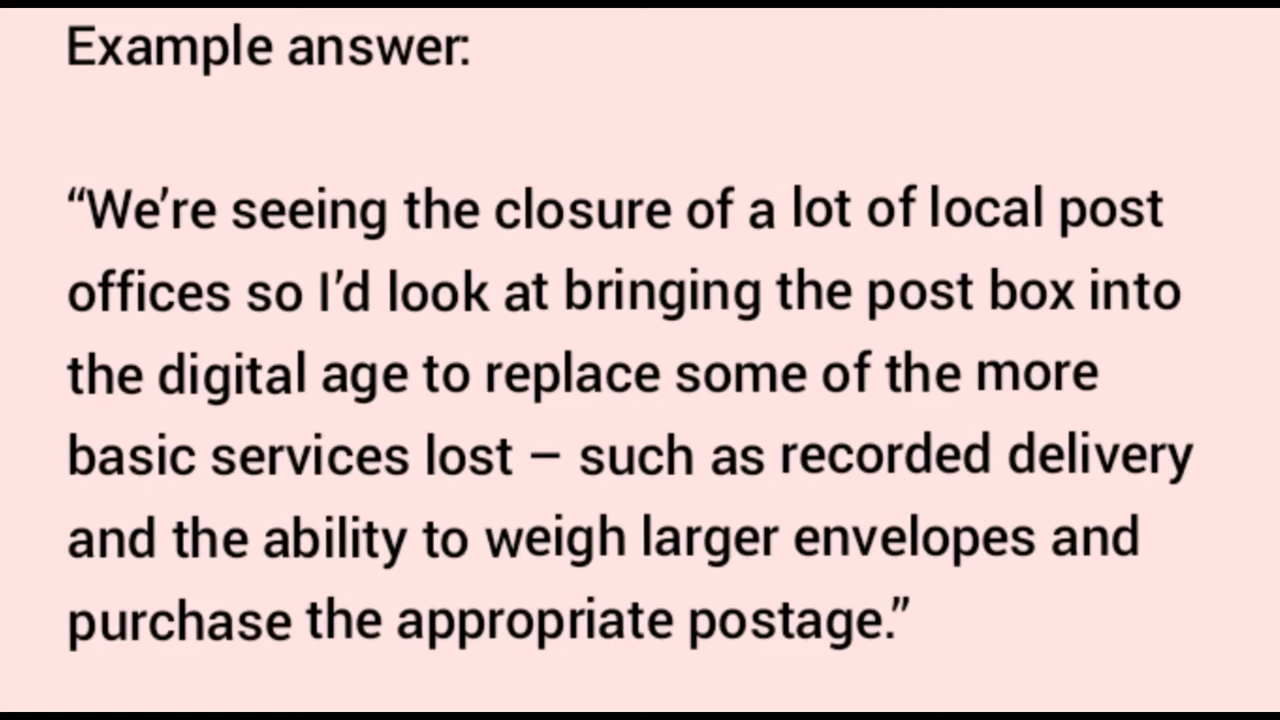 Example answer:
“We’re seeing the closure of a lot of local post
offices so I’d look at bringing the post box into
the digital age to replace some of the more
basic services lost – such as recorded delivery
and the ability to weigh larger envelopes and
purchase the appropriate postage.”